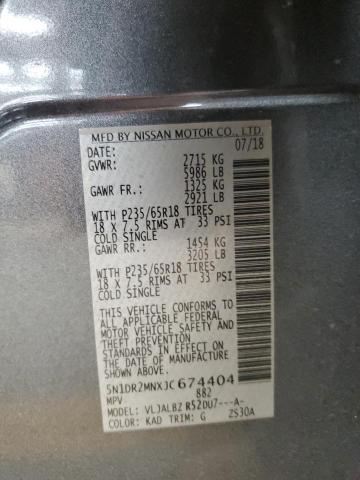 MFD BY NISSAN MOTOR CO., LTD.
DATE: 07/18
GVWR: 2715 KG
5986 LB
GAWR FR.: 1325 KG
2921 LB
WITH P235/65R18 TIRES
18 X 7.5 RIMS AT 33 PSI
COLD SINGLE
GAWR RR.: 1454 KG
3205 LB
WITH P235/65R18 TIRES
18 X 7.5 RIMS AT 33 PSI
COLD SINGLE
THIS VEHICLE CONFORMS TO ALL
APPLICABLE FEDERAL
MOTOR VEHICLE SAFETY AND
THEFT PREVENTION STANDARDS
IN EFFECT ON THE DATE OF
MANUFACTURE SHOWN ABOVE.
5N1DR2MNXJC674404
MPV 882
MODEL: VLJALBZ R52DU7---A-
COLOR: KAD TRIM: G ZS30A